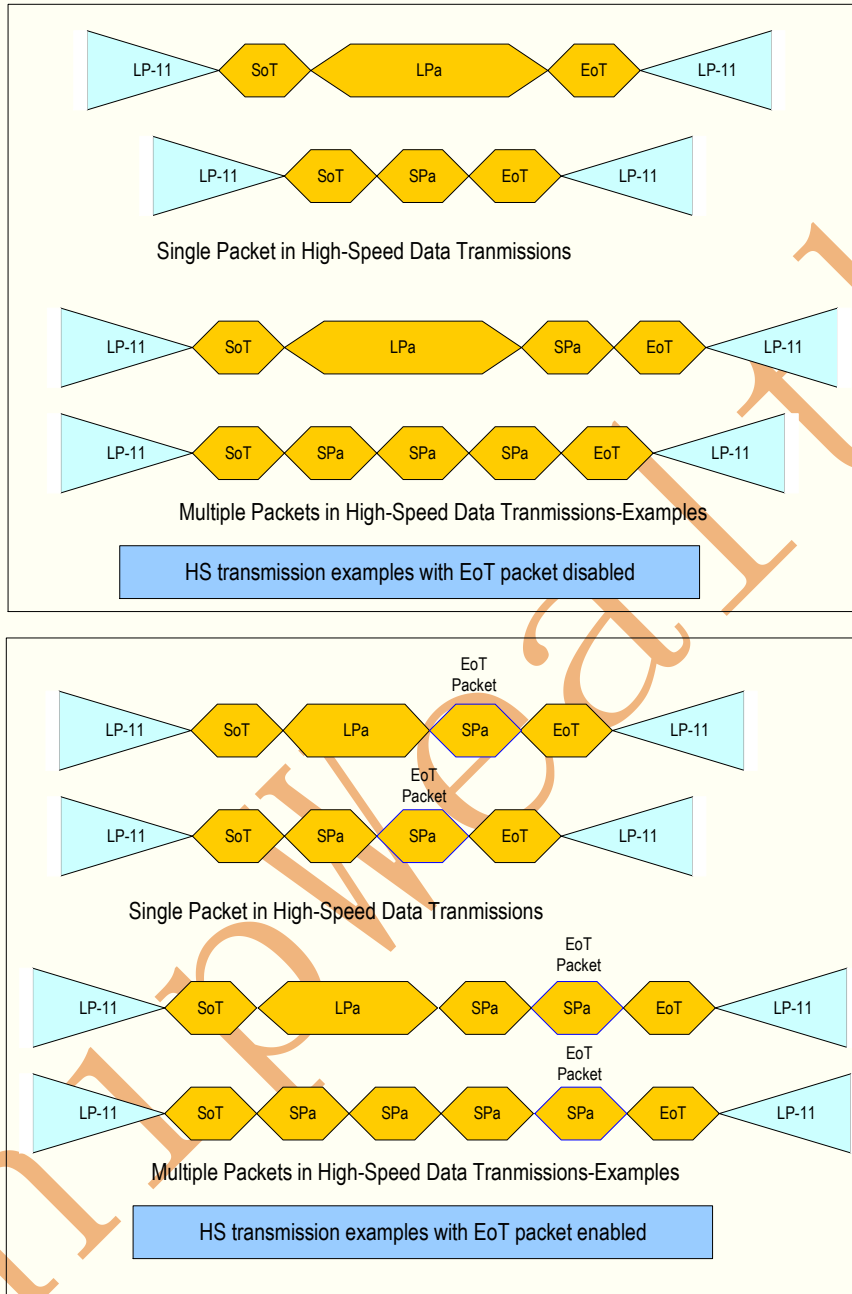 LP-11 SoT LPa EoT LP-11
LP-11 SoT SPa EoT LP-11
Single Packet in High-Speed Data Tranmissions
LP-11 SoT LPa SPa EoT LP-11
LP-11 SoT SPa SPa SPa EoT LP-11
Multiple Packets in High-Speed Data Tranmissions-Examples
HS transmission examples with EoT packet disabled
EoT
Packet
LP-11 SoT LPa SPa EoT LP-11
EoT
Packet
LP-11 SoT SPa SPa EoT LP-11
Single Packet in High-Speed Data Tranmissions
EoT
Packet
LP-11 SoT LPa SPa SPa EoT LP-11
EoT
Packet
LP-11 SoT SPa SPa SPa SPa EoT LP-11
Multiple Packets in High-Speed Data Tranmissions-Examples
HS transmission examples with EoT packet enabled